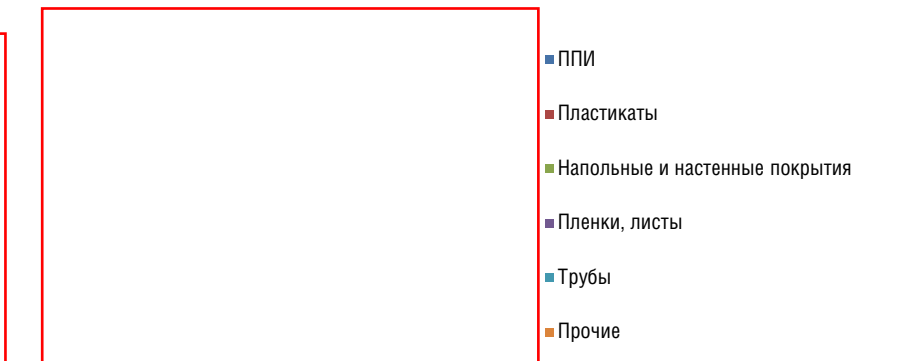 ППИ
Пластикаты
Напольные и настенные покрытия
Пленки, листы
Трубы
Прочие